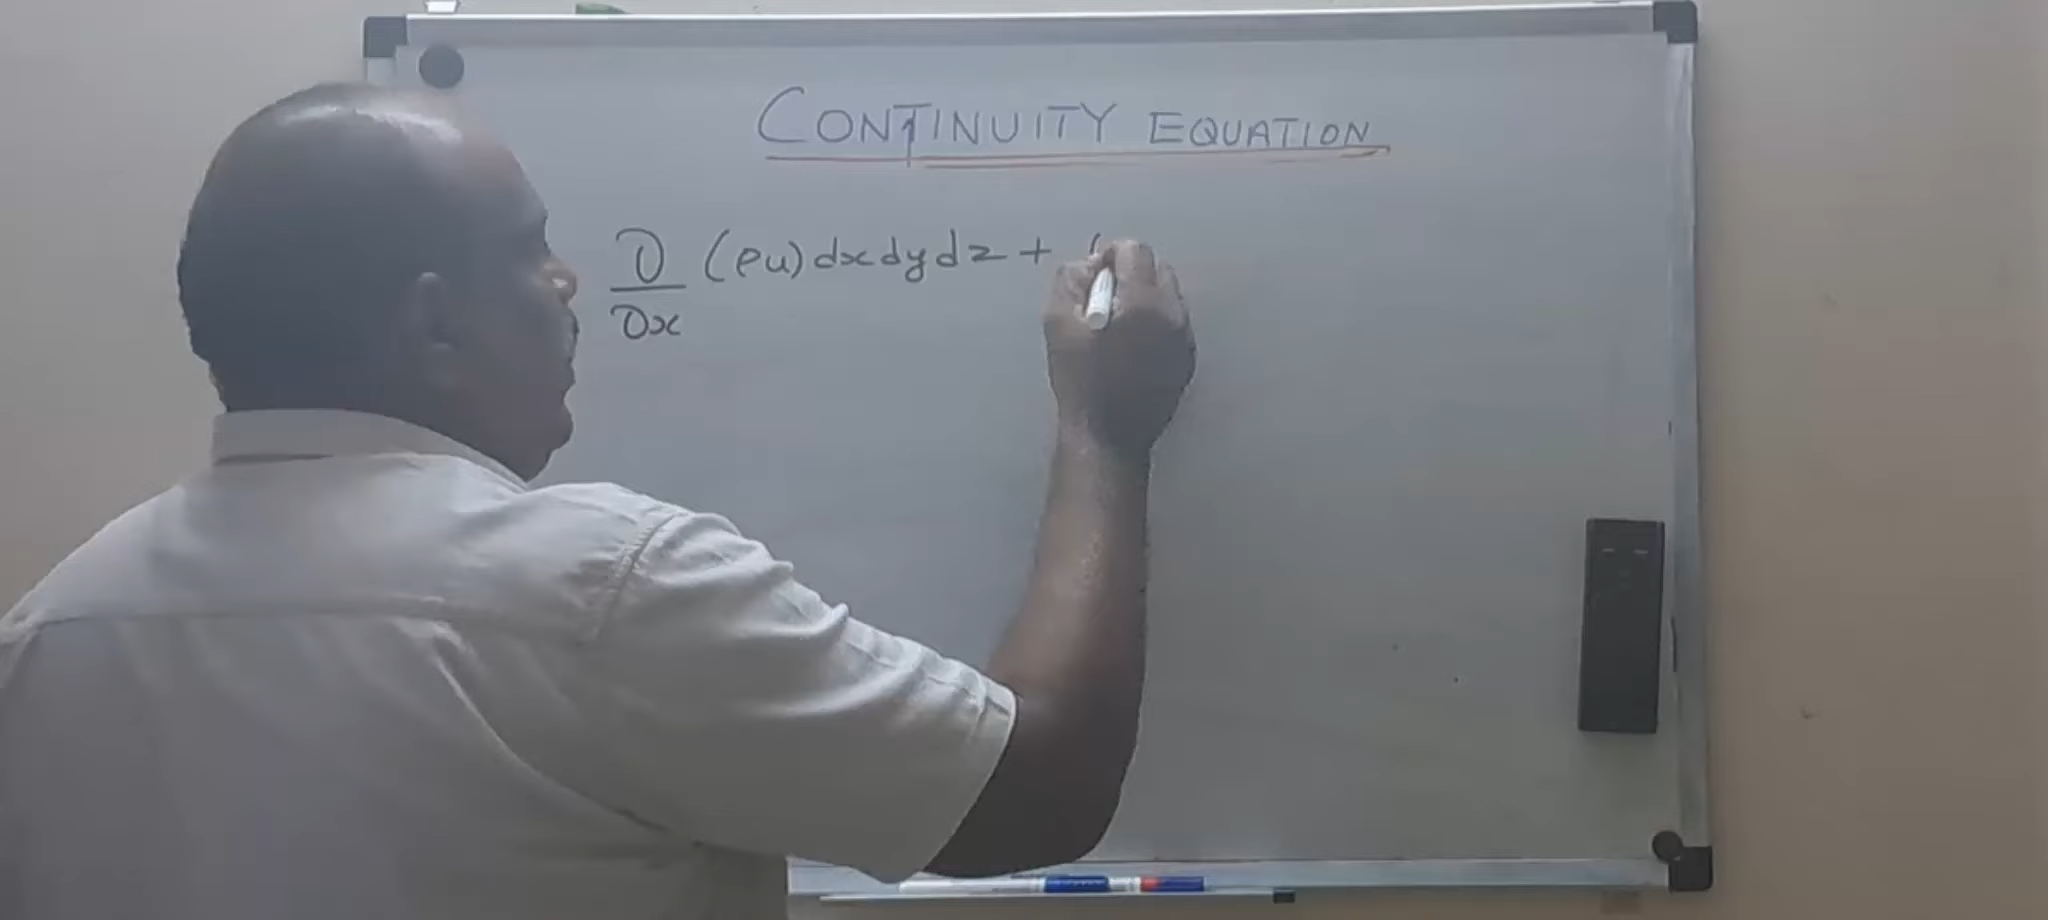 CONTINUITY EQUATION
∂/∂x (ρu) dx dy dz +